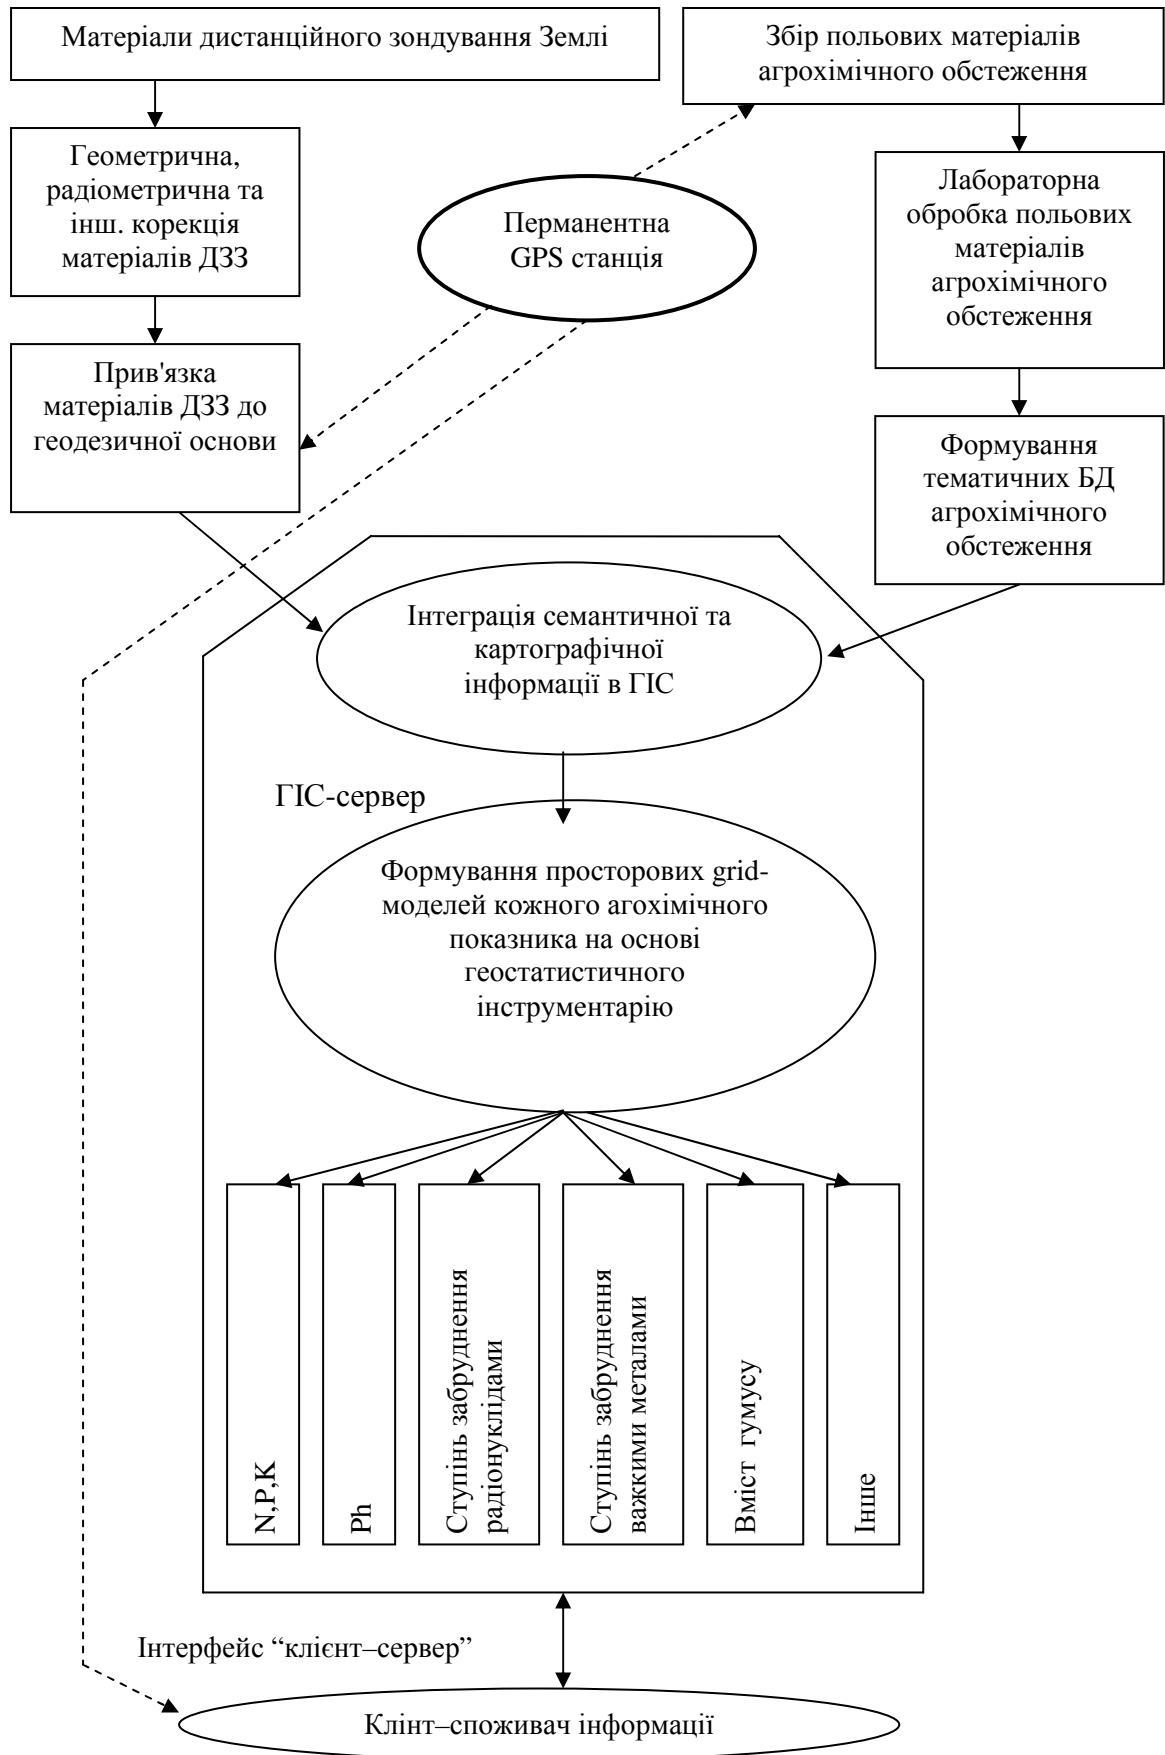 Матеріали дистанційного зондування Землі
Збір польових матеріалів
агрохімічного обстеження
Геометрична,
радіометрична та
інш. корекція
матеріалів ДЗЗ
Перманентна
GPS станція
Лабораторна
обробка польових
матеріалів
агрохімічного
обстеження
Прив'язка
матеріалів ДЗЗ до
геодезичної основи
Формування
тематичних БД
агрохімічного
обстеження
Інтеграція семантичної та
картографічної
інформації в ГІС
ГІС-сервер
Формування просторових grid-
моделей кожного агохімічного
показника на основі
геостатистичного
інструментарію
N,P,K
Ph
Ступінь забруднення
радіонуклідами
Ступінь забруднення
важкими металами
Вміст гумусу
Інше
Інтерфейс “клієнт–сервер”
Клінт–споживач інформації